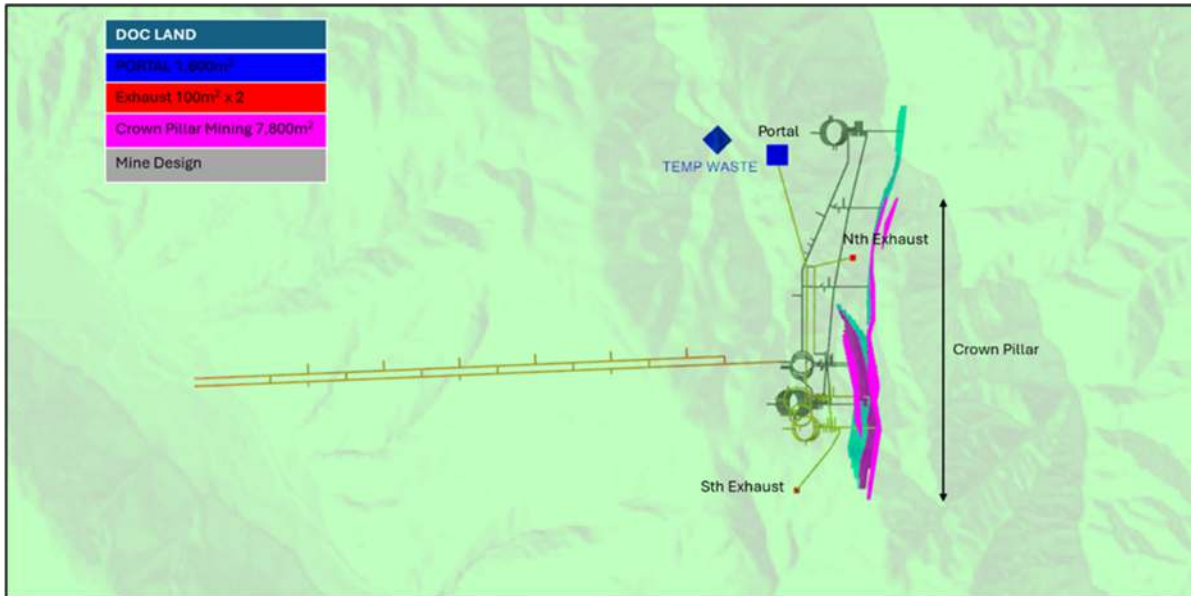 DOC LAND
PORTAL 1,600m²
Exhaust 100m² x 2
Crown Pillar Mining 7,800m²
Mine Design
Portal
TEMP WASTE
Nth Exhaust
Crown Pillar
Sth Exhaust